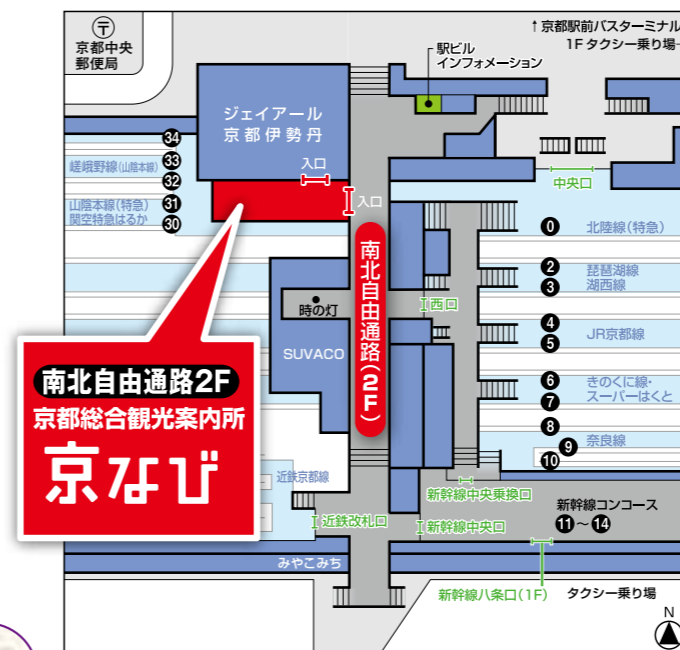 〒
京都中央
郵便局
↑京都駅前バスターミナル
1F タクシー乗り場
駅ビル
インフォメーション
ジェイアール
京都伊勢丹
入口
入口
中央口
34
嵯峨野線(山陰本線)
33
32
山陰本線(特急)
関空特急はるか
31
30
南北自由通路(2F)
0
北陸線(特急)
2
琵琶湖線
3
湖西線
西口
時の灯
SUVACO
4
5
JR京都線
6
7
きのくに線・
スーパーはくと
8
9
10
奈良線
南北自由通路2F
京都総合観光案内所
京なび
近鉄京都線
近鉄改札口
新幹線中央乗換口
新幹線中央口
新幹線コンコース
11～14
みやこみち
新幹線八条口(1F)
タクシー乗り場
N